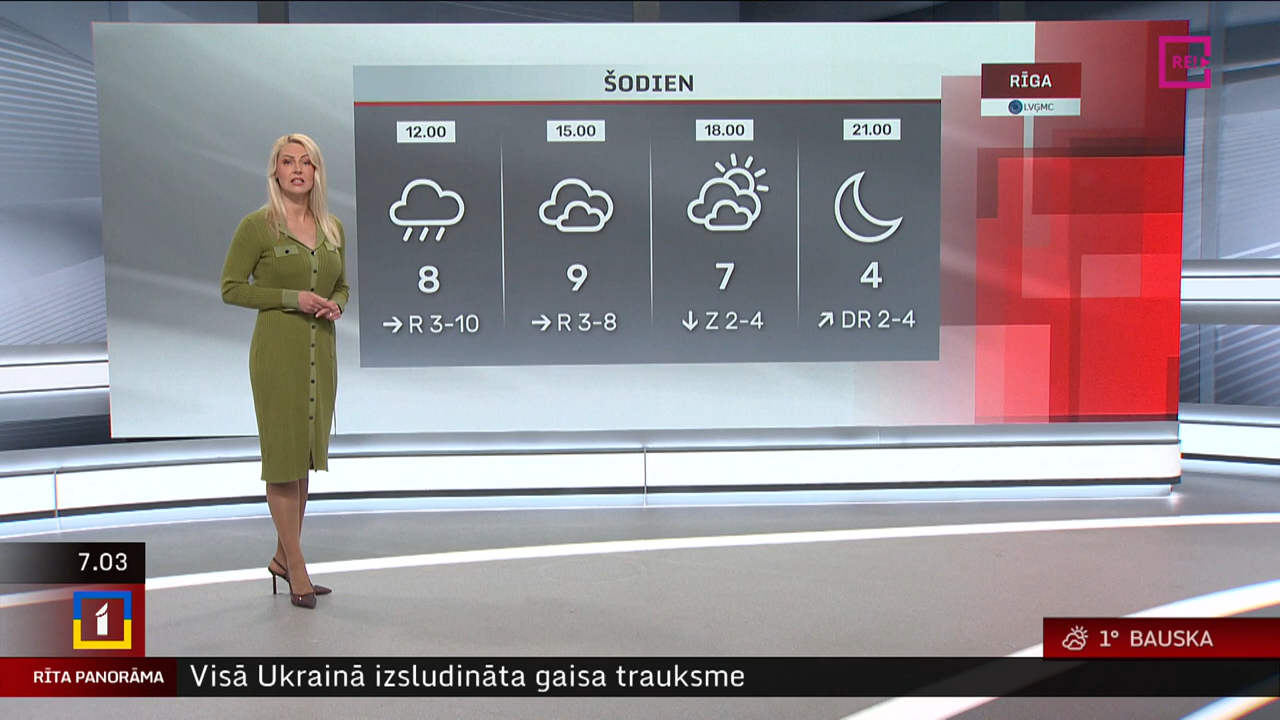 ŠODIEN
RE!
RĪGA
LVĢMC
12.00
15.00
18.00
21.00
8
9
7
4
R 3-10
R 3-8
Z 2-4
DR 2-4
7.03
1
1° BAUSKA
RĪTA PANORĀMA
Visā Ukrainā izsludināta gaisa trauksme